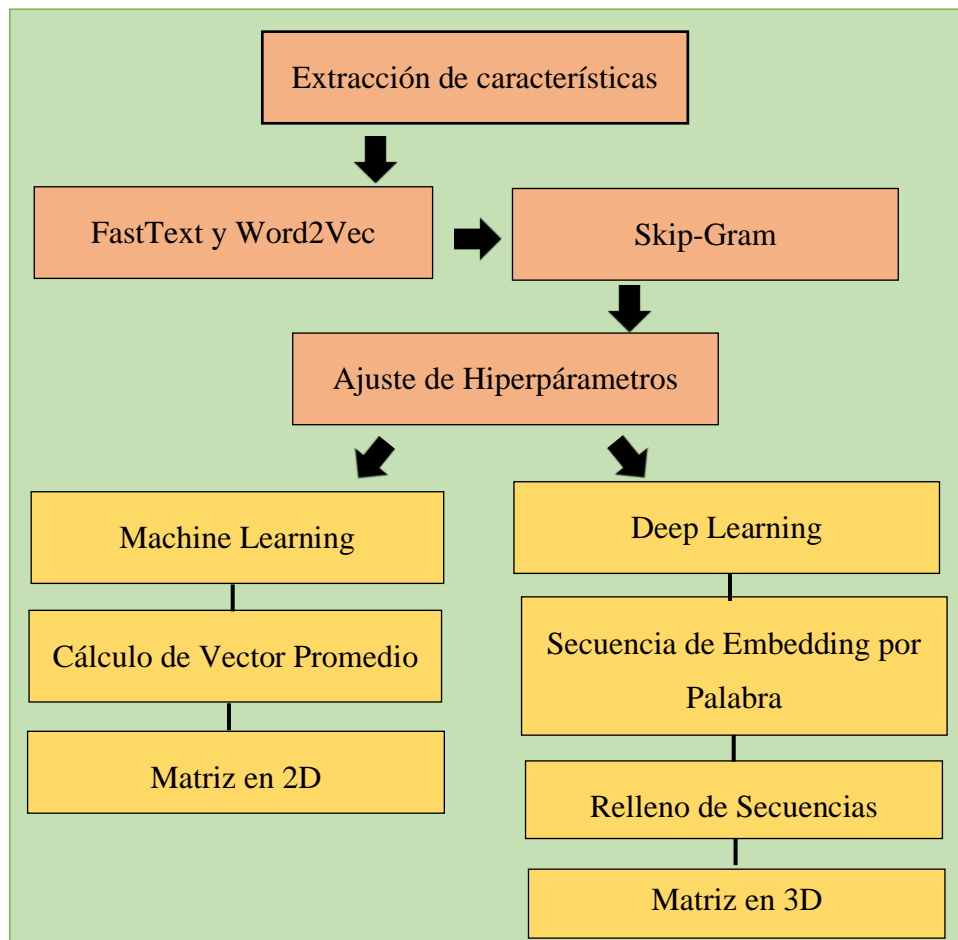 Extracción de características
FastText y Word2Vec
Skip-Gram
Ajuste de Hiperpárametros
Machine Learning
Cálculo de Vector Promedio
Matriz en 2D
Deep Learning
Secuencia de Embedding por
Palabra
Relleno de Secuencias
Matriz en 3D